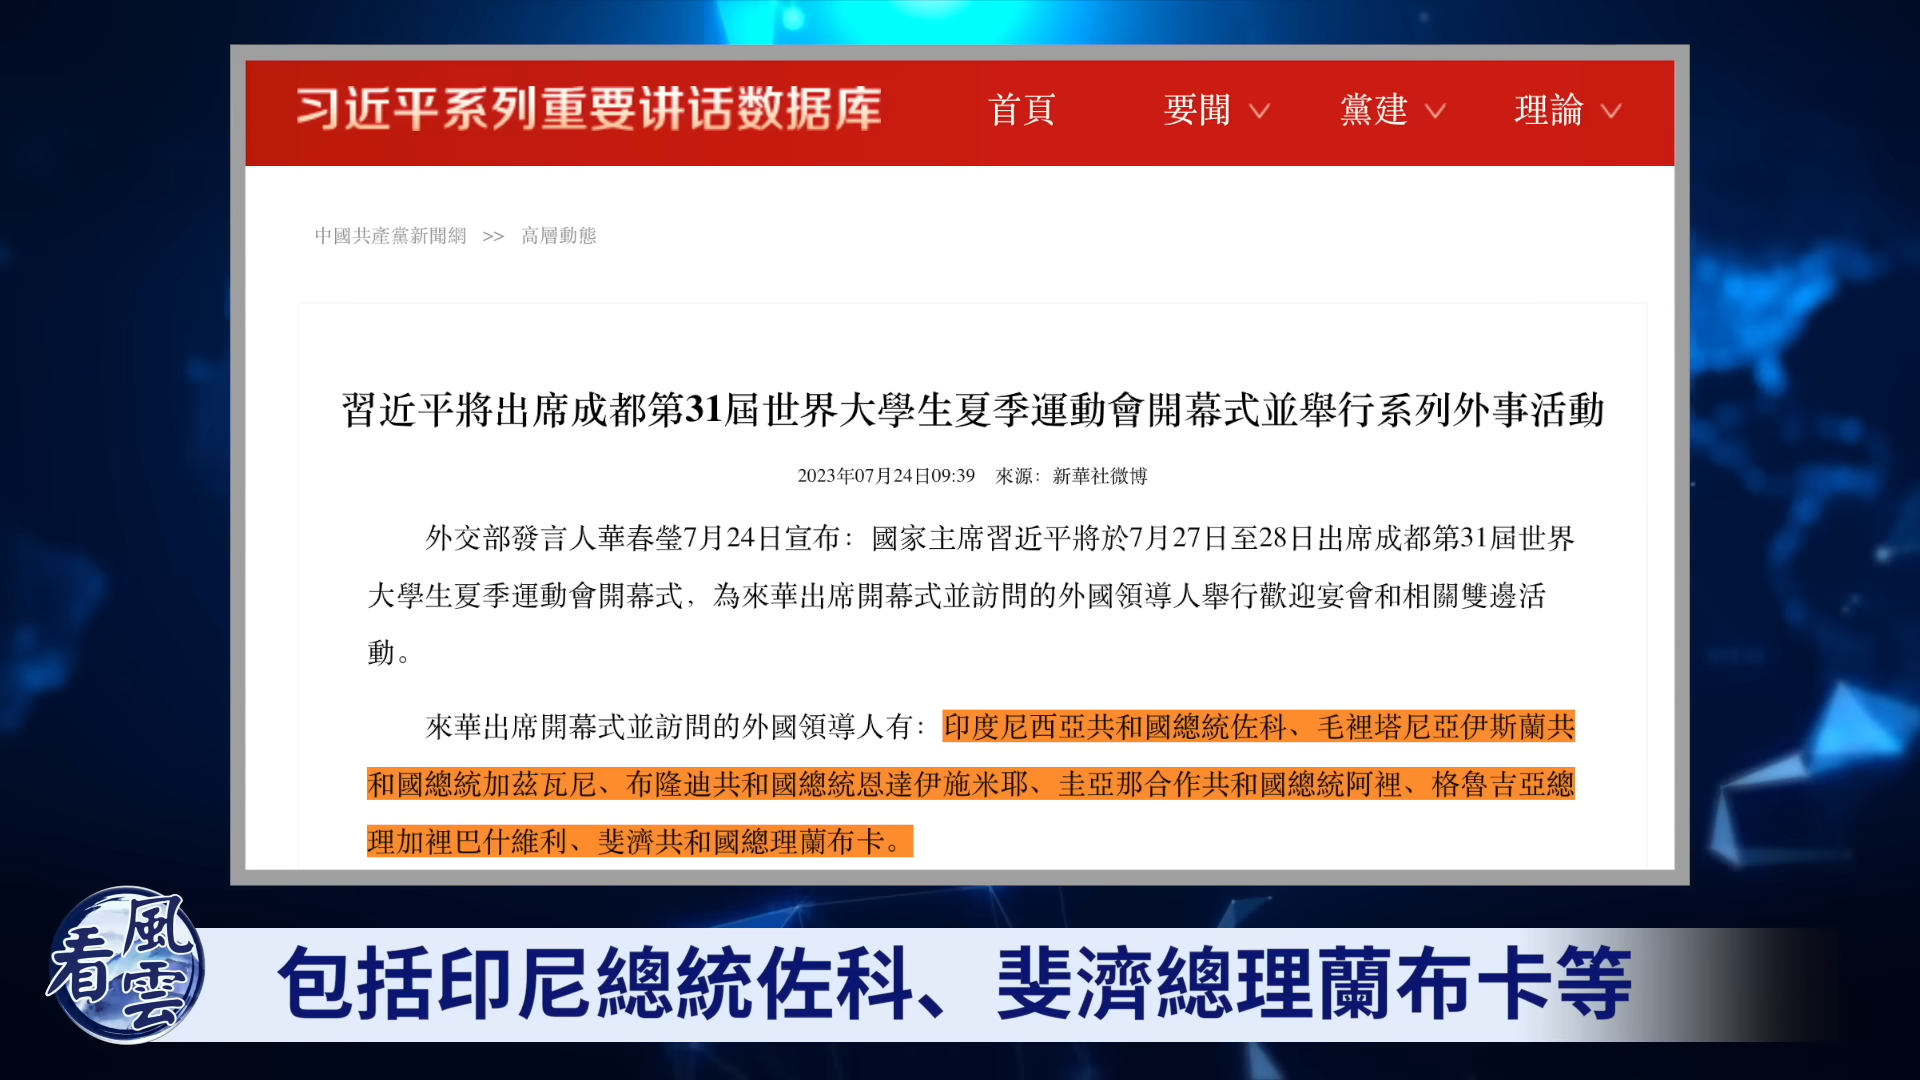 习近平系列重要讲话数据库 首頁 要聞 黨建 理論
中國共產黨新聞網 >> 高層動態
習近平將出席成都第31屆世界大學生夏季運動會開幕式並舉行系列外事活動
2023年07月24日09:39 來源：新華社微博
外交部發言人華春瑩7月24日宣布：國家主席習近平將於7月27日至28日出席成都第31屆世界
大學生夏季運動會開幕式，為來華出席開幕式並訪問的外國領導人舉行歡迎宴會和相關雙邊活
動。
來華出席開幕式並訪問的外國領導人有：印度尼西亞共和國總統佐科、毛裡塔尼亞伊斯蘭共
和國總統加茲瓦尼、布隆迪共和國總統恩達伊施米耶、圭亞那合作共和國總統阿裡、格魯吉亞總
理加裡巴什維利、斐濟共和國總理蘭布卡。
看風雲
包括印尼總統佐科、斐濟總理蘭布卡等